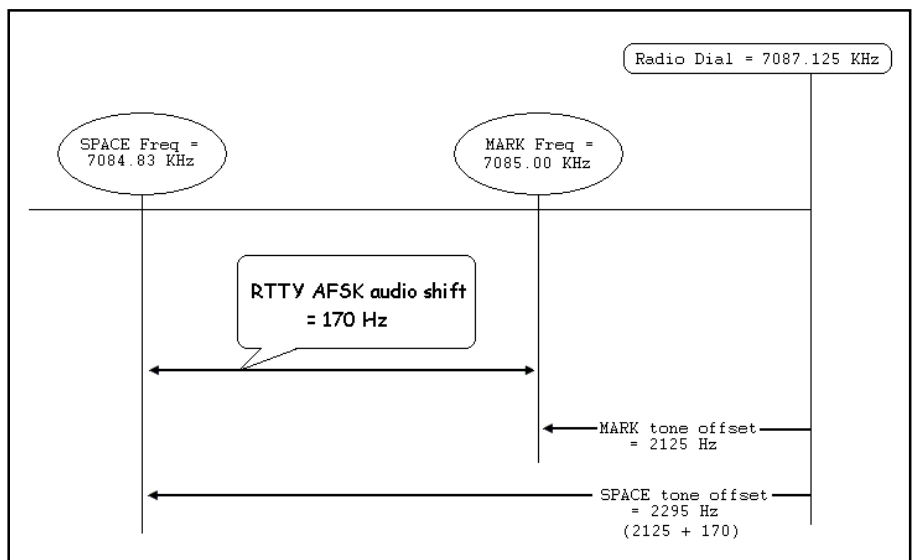 Radio Dial = 7087.125 KHz
SPACE Freq =
7084.83 KHz
MARK Freq =
7085.00 KHz
RTTY AFSK audio shift
= 170 Hz
MARK tone offset
= 2125 Hz
SPACE tone offset
= 2295 Hz
(2125 + 170)